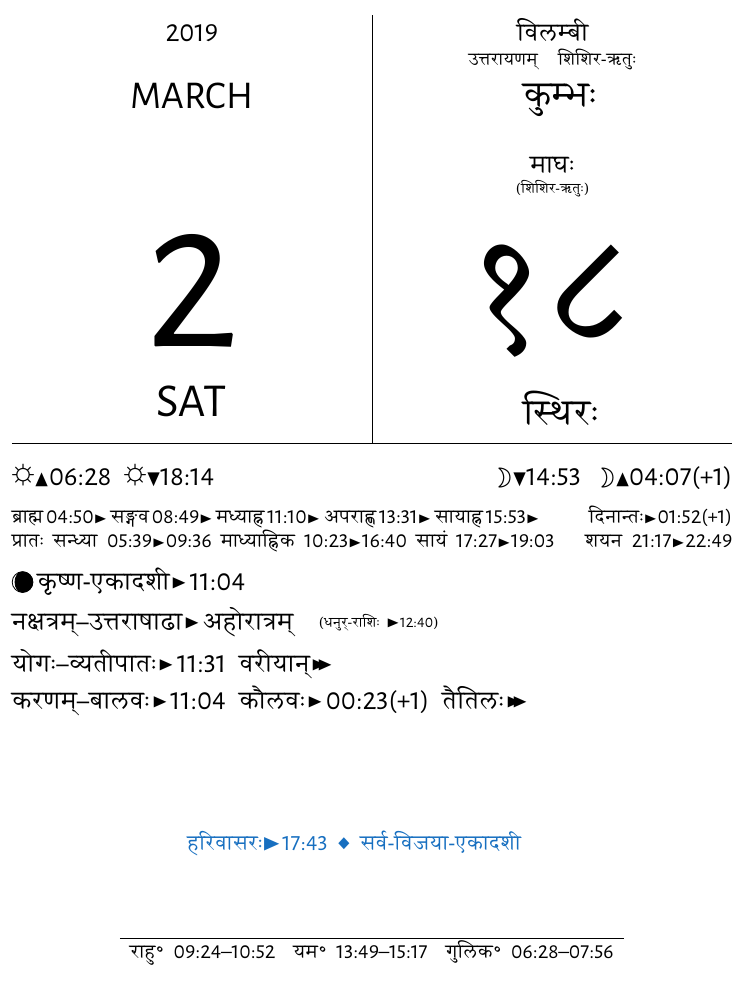 2019
MARCH
2
SAT
विलम्बी
उत्तरायणम् शिशिर-ऋतुः
कुम्भः
माघः
(शिशिर-ऋतुः)
१८
स्थिरः
☼▲06:28 ☼▼18:14 ☽▼14:53 ☽▲04:07(+1)
ब्राह्म 04:50► सङ्गव 08:49► मध्याह्न 11:10► अपराह्ण 13:31► सायाह्न 15:53► दिनान्तः►01:52(+1)
प्रातः सन्ध्या 05:39►09:36 माध्याह्निक 10:23►16:40 सायं 17:27►19:03 शयन 21:17►22:49
कृष्ण-एकादशी►11:04
नक्षत्रम्–उत्तराषाढा► अहोरात्रम् (धनुर्-राशिः ►12:40)
योगः–व्यतीपातः►11:31 वरीयान्►►
करणम्–बालवः►11:04 कौलवः►00:23(+1) तैतिलः►►
हरिवासरः►17:43 ◆ सर्व-विजया-एकादशी
राहु° 09:24–10:52 यम° 13:49–15:17 गुलिक° 06:28–07:56